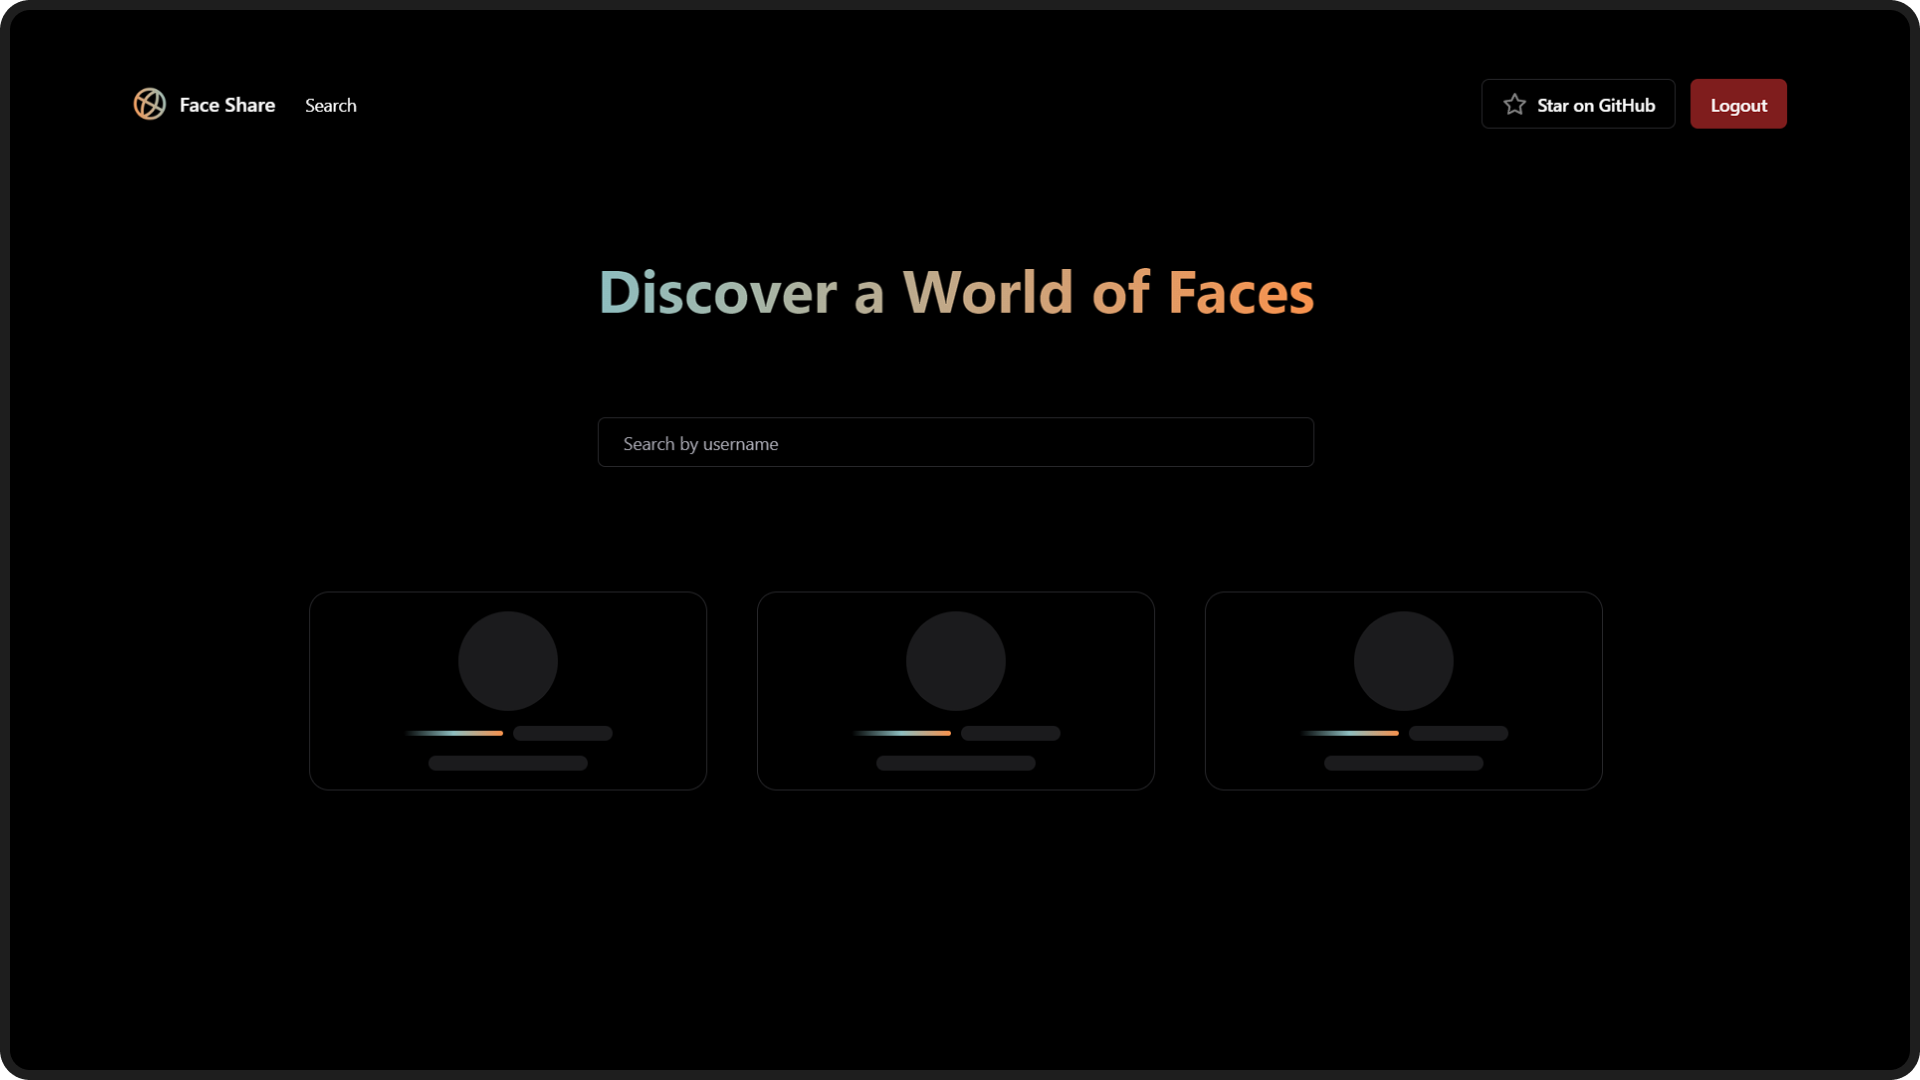 Face Share
Search
Star on GitHub
Logout
Discover a World of Faces
Search by username